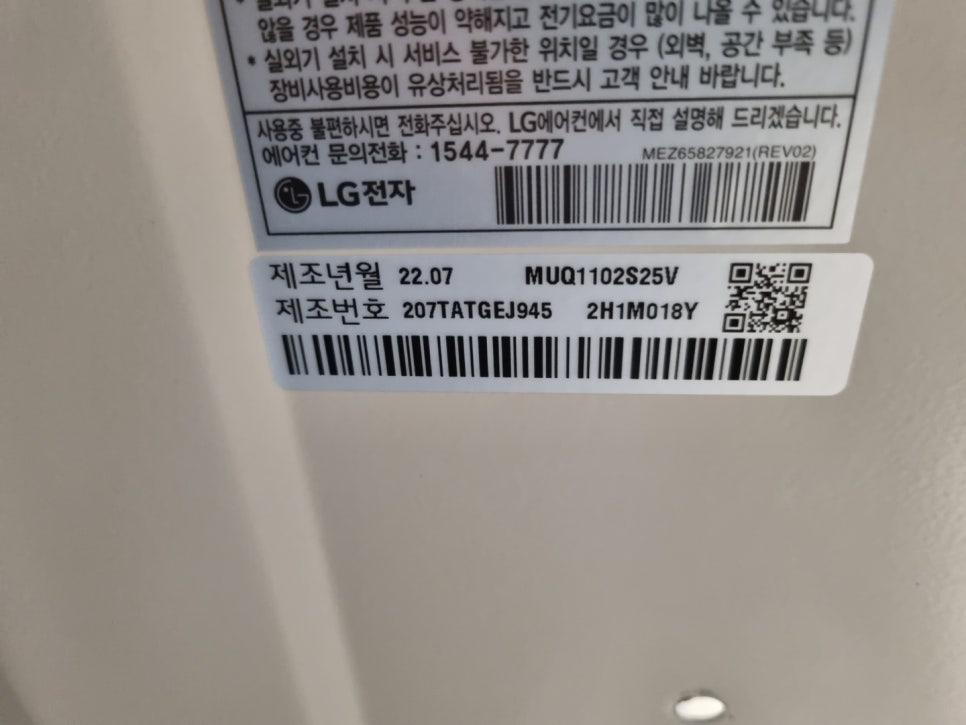 않을 경우 제품 성능이 약해지고 전기요금이 많이 나올 수 있습니다.
* 실외기 설치 시 서비스 불가한 위치일 경우 (외벽, 공간 부족 등)
장비사용비용이 유상처리됨을 반드시 고객 안내 바랍니다.
사용중 불편하시면 전화주십시오. LG에어컨에서 직접 설명해 드리겠습니다.
에어컨 문의전화 : 1544-7777
MEZ65827921(REV02)
LG전자
제조년월 22.07 MUQ1102S25V
제조번호 207TATGEJ945 2H1M018Y